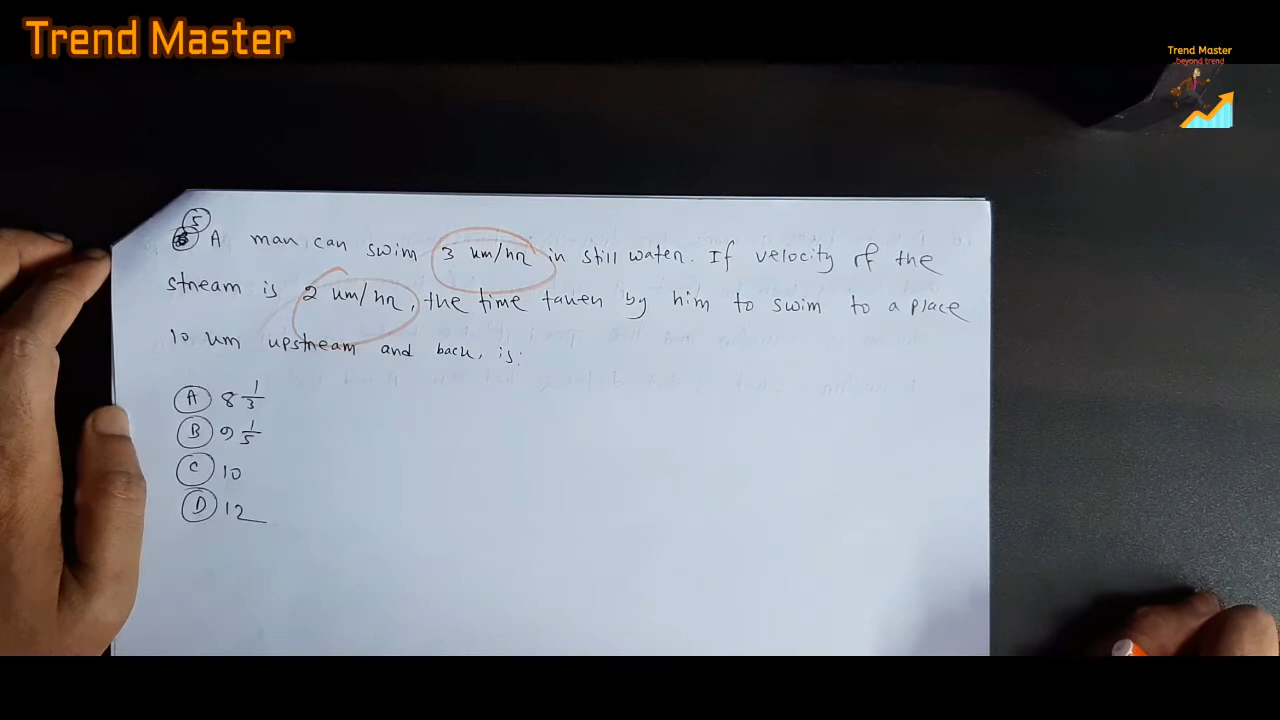 Trend Master
Trend Master
beyond trend
5
A man can swim 3 km/hr in still water. If velocity of the
stream is 2 km/hr, the time taken by him to swim to a place
10 km upstream and back, is:
A 8 1/3
B 9 1/5
C 10
D 12